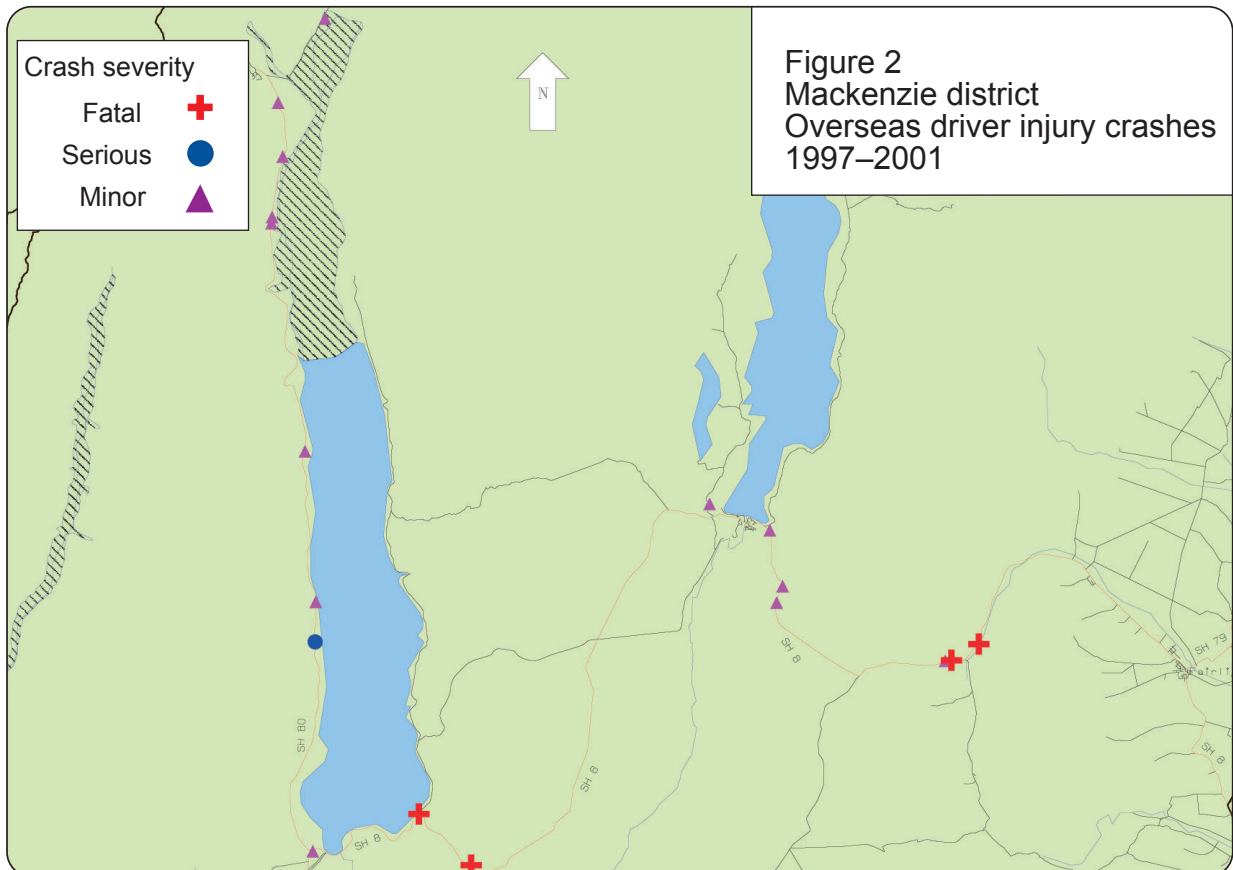 Crash severity
Fatal
Serious
Minor
N
Figure 2
Mackenzie district
Overseas driver injury crashes
1997–2001
SH 8
SH 79
SH 80
SH 8
SH 8
SH 8